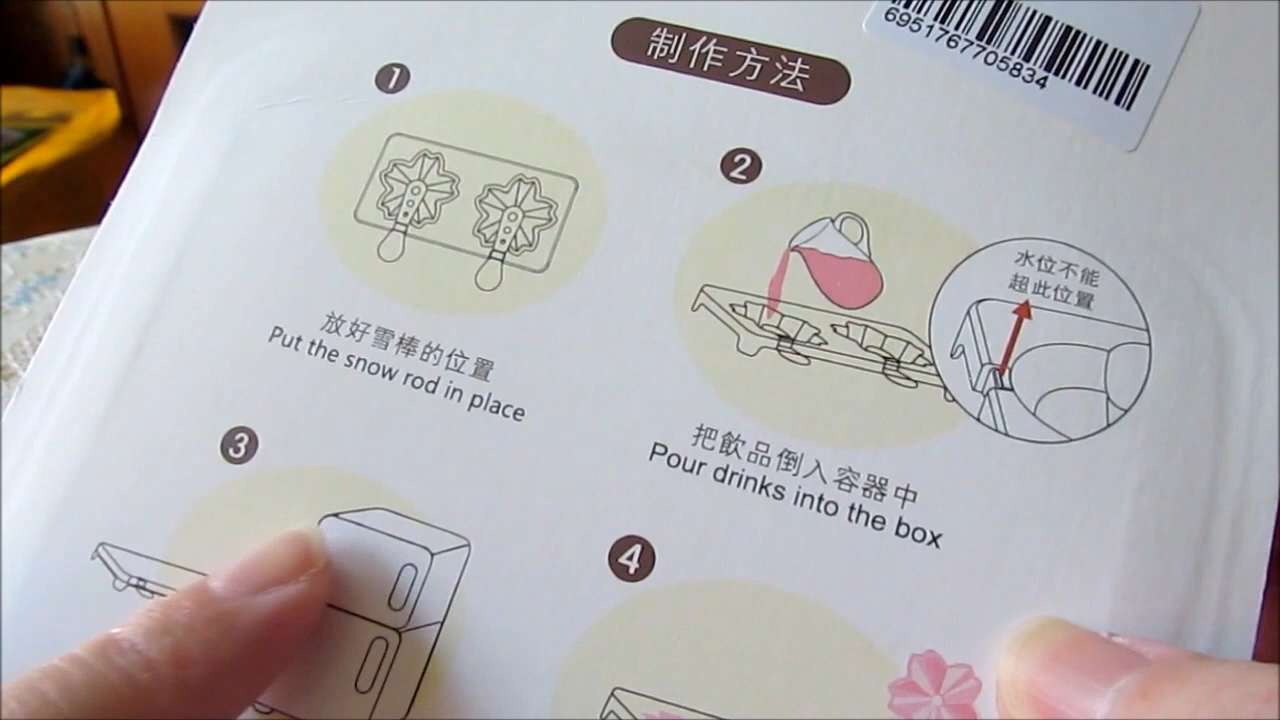 6951767705834
制作方法
1
放好雪棒的位置
Put the snow rod in place
2
水位不能
超此位置
把飲品倒入容器中
Pour drinks into the box
3
4